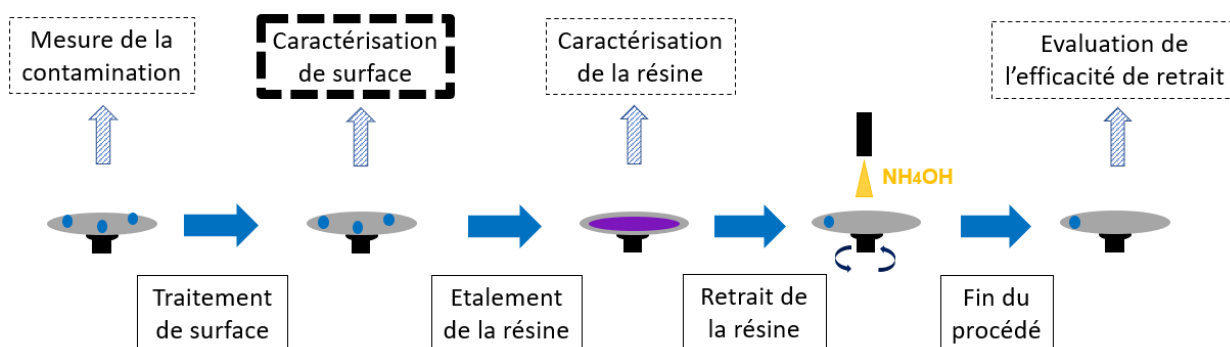 Mesure de la
contamination
Caractérisation
de surface
Caractérisation
de la résine
Evaluation de
l’efficacité de retrait
NH4OH
Traitement
de surface
Etalement
de la résine
Retrait de
la résine
Fin du
procédé